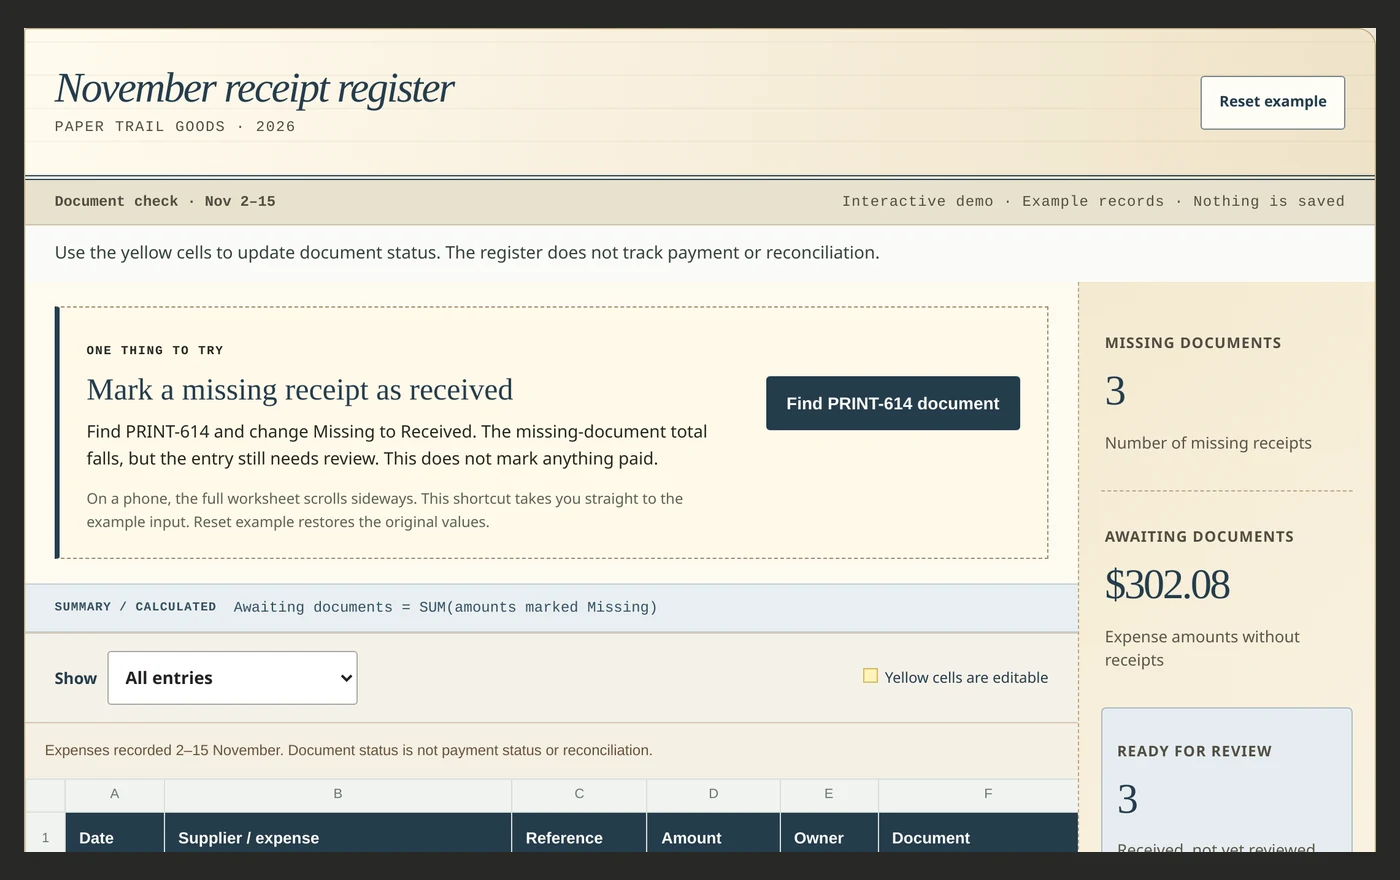 November receipt register
PAPER TRAIL GOODS · 2026
Reset example
Document check · Nov 2–15
Interactive demo · Example records · Nothing is saved
Use the yellow cells to update document status. The register does not track payment or reconciliation.
ONE THING TO TRY
Mark a missing receipt as received
Find PRINT-614 and change Missing to Received. The missing-document total
falls, but the entry still needs review. This does not mark anything paid.
On a phone, the full worksheet scrolls sideways. This shortcut takes you straight to the
example input. Reset example restores the original values.
Find PRINT-614 document
SUMMARY / CALCULATED Awaiting documents = SUM(amounts marked Missing)
Show All entries
Yellow cells are editable
Expenses recorded 2–15 November. Document status is not payment status or reconciliation.
A B C D E F
1 Date Supplier / expense Reference Amount Owner Document
MISSING DOCUMENTS
3
Number of missing receipts
AWAITING DOCUMENTS
$302.08
Expense amounts without
receipts
READY FOR REVIEW
3
Received, not yet reviewed